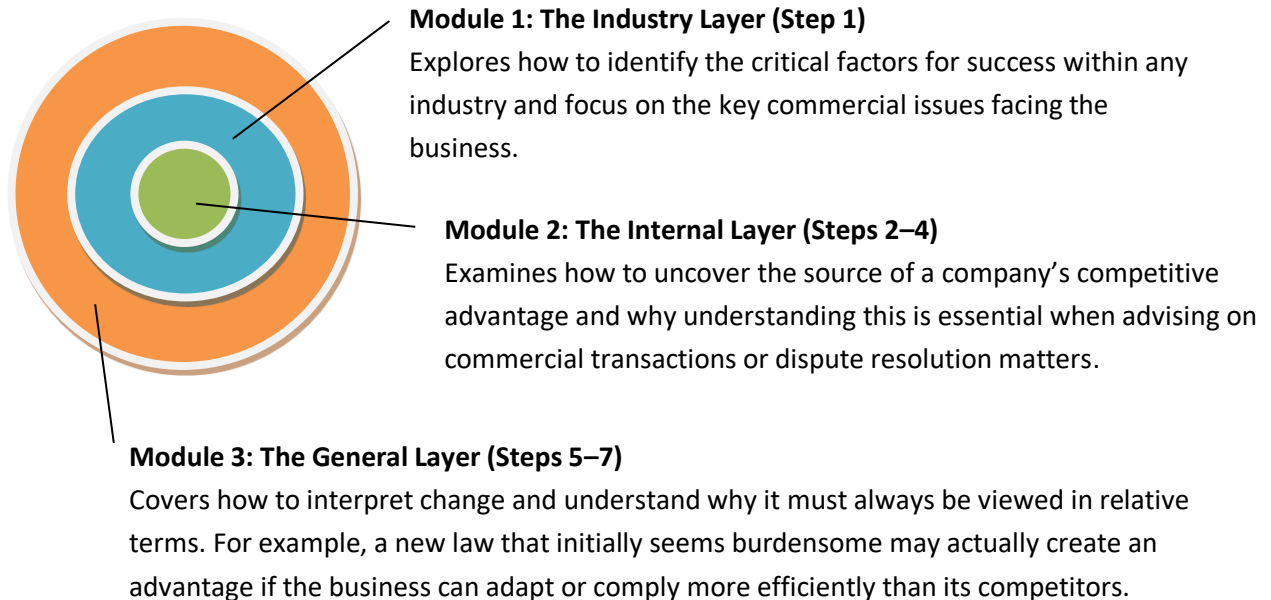 Module 1: The Industry Layer (Step 1)
Explores how to identify the critical factors for success within any
industry and focus on the key commercial issues facing the
business.
Module 2: The Internal Layer (Steps 2–4)
Examines how to uncover the source of a company’s competitive
advantage and why understanding this is essential when advising on
commercial transactions or dispute resolution matters.
Module 3: The General Layer (Steps 5–7)
Covers how to interpret change and understand why it must always be viewed in relative
terms. For example, a new law that initially seems burdensome may actually create an
advantage if the business can adapt or comply more efficiently than its competitors.